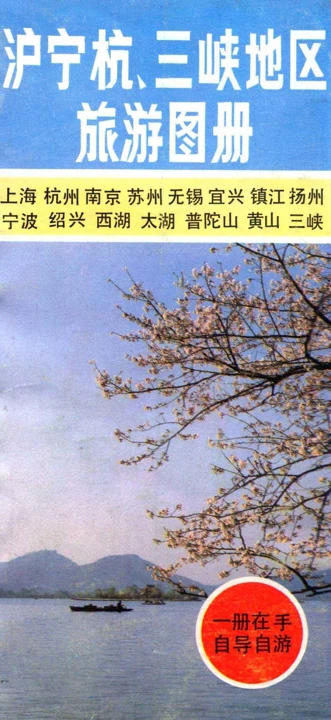 沪宁杭、三峡地区
旅游图册
上海 杭州 南京 苏州 无锡 宜兴 镇江 扬州
宁波 绍兴 西湖 太湖 普陀山 黄山 三峡
一册在手
自导自游